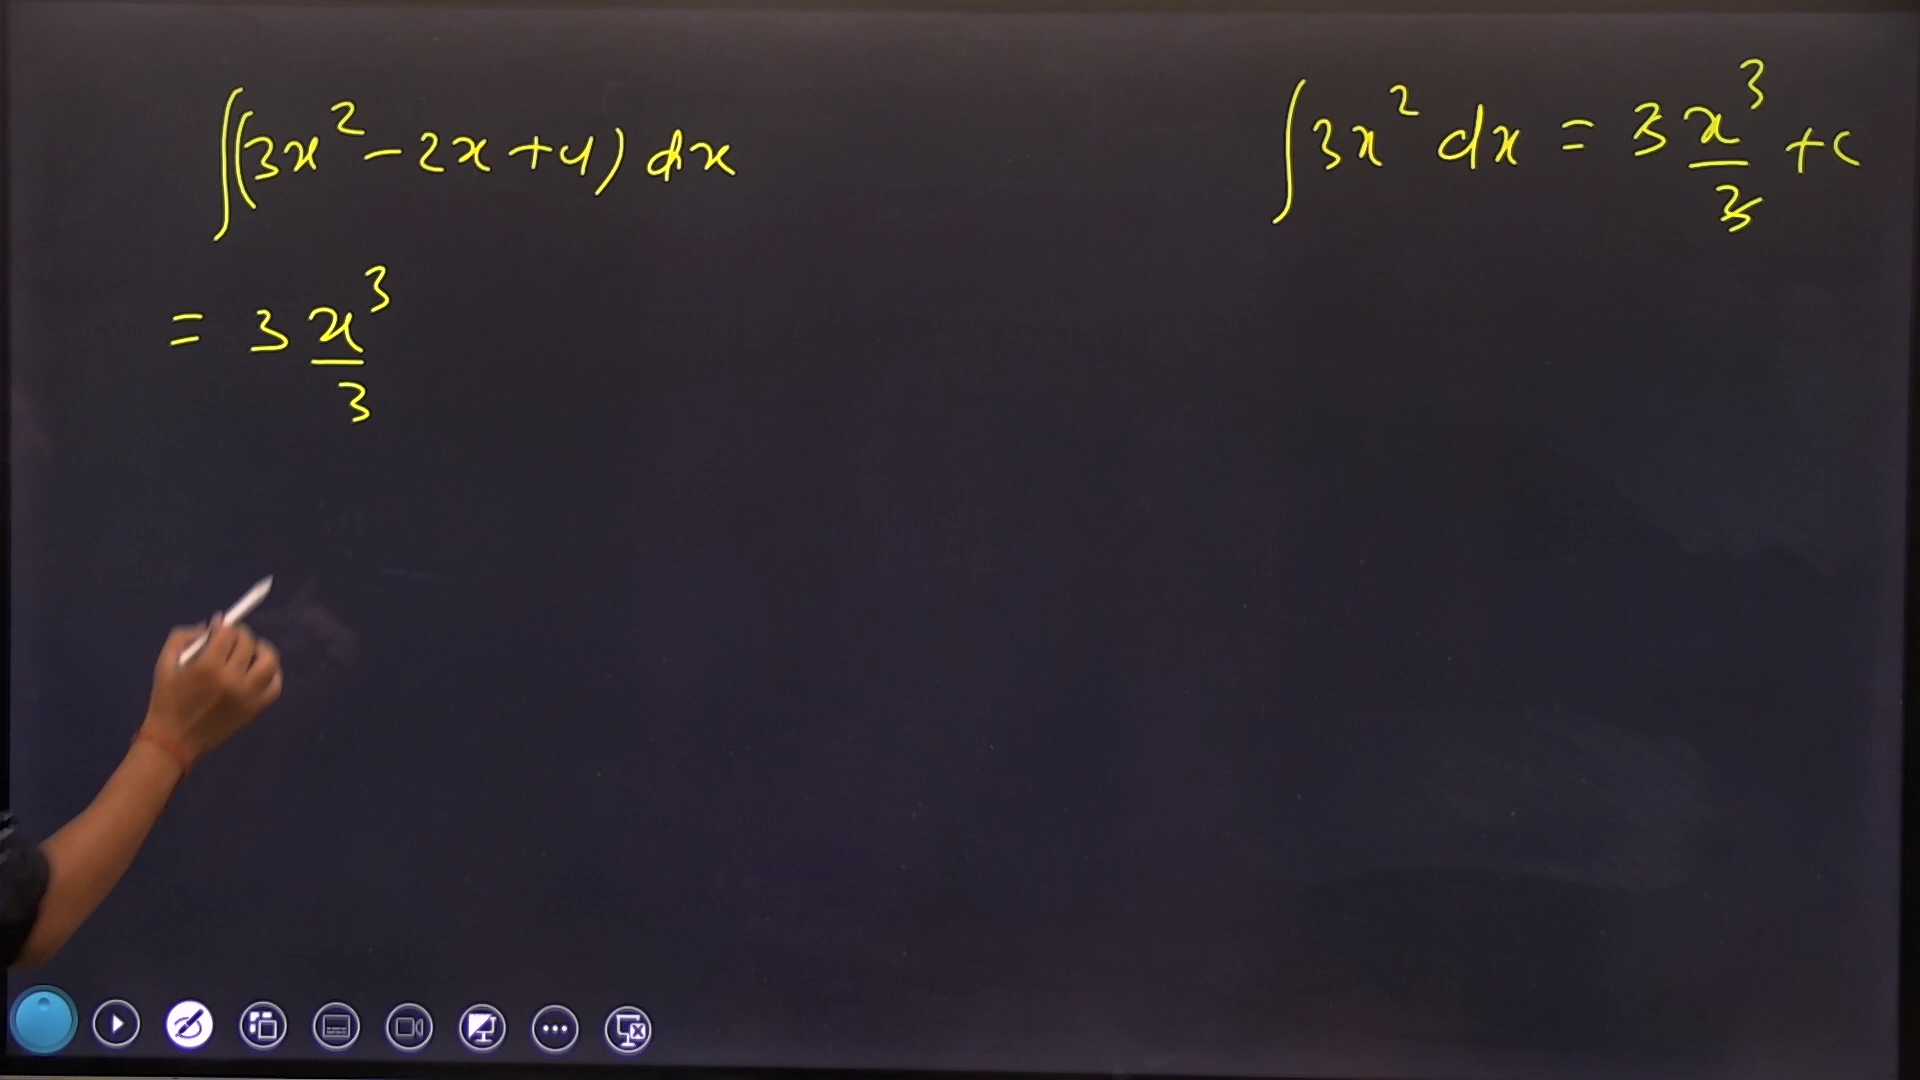 ∫(3x² - 2x + 4) dx
= 3 x³/3
∫3x² dx = 3 x³/3 + c